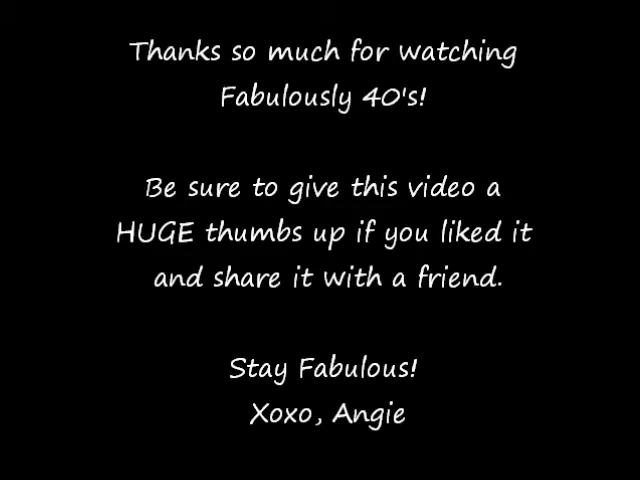 Thanks so much for watching
Fabulously 40's!
Be sure to give this video a
HUGE thumbs up if you liked it
and share it with a friend.
Stay Fabulous!
Xoxo, Angie